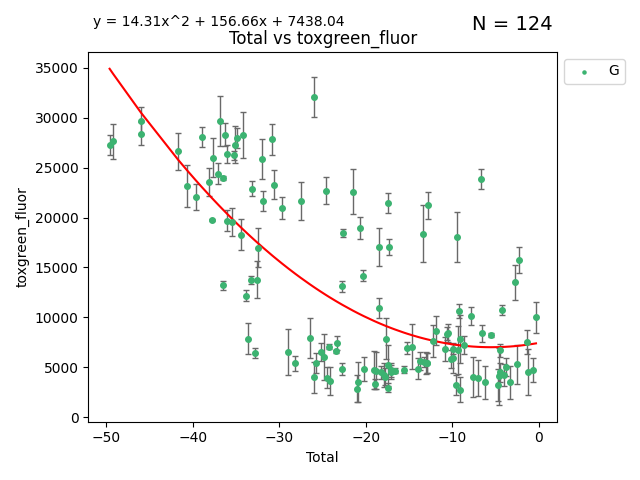 y = 14.31x^2 + 156.66x + 7438.04
N = 124
Total vs toxgreen_fluor
G
35000
30000
25000
20000
15000
10000
5000
0
toxgreen_fluor
−50 −40 −30 −20 −10 0
Total